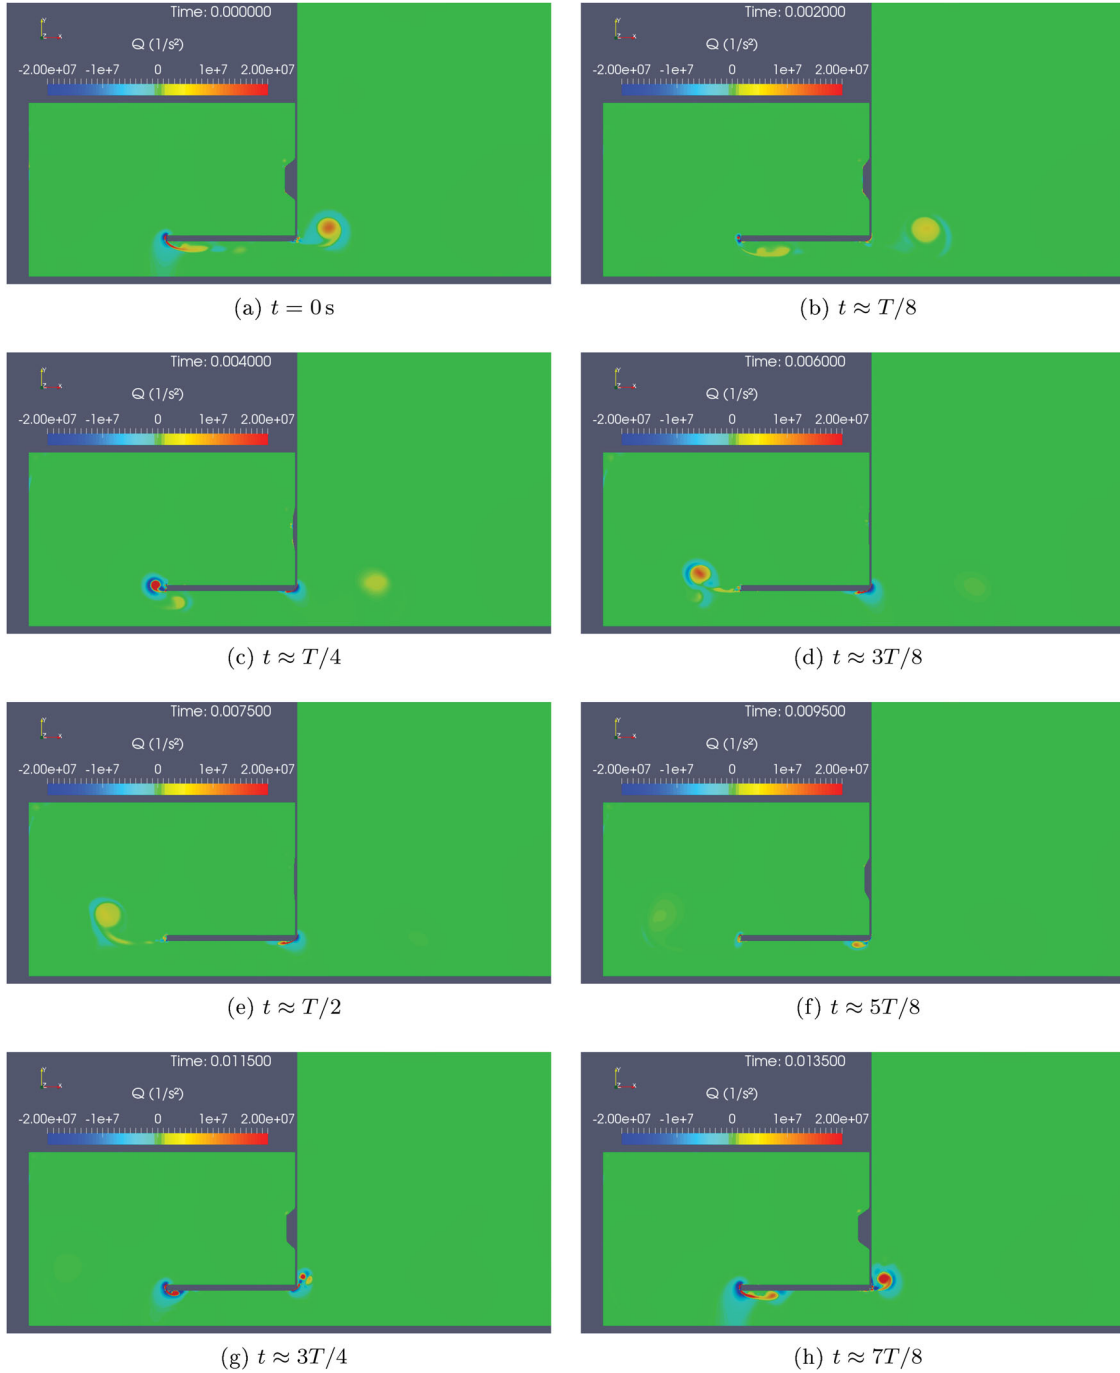 Time: 0.000000
Y
Z X
Q (1/s²)
-2.00e+07 -1e+7 0 1e+7 2.00e+07
(a) t = 0 s
Time: 0.002000
Y
Z X
Q (1/s²)
-2.00e+07 -1e+7 0 1e+7 2.00e+07
(b) t ≈ T/8
Time: 0.004000
Y
Z X
Q (1/s²)
-2.00e+07 -1e+7 0 1e+7 2.00e+07
(c) t ≈ T/4
Time: 0.006000
Y
Z X
Q (1/s²)
-2.00e+07 -1e+7 0 1e+7 2.00e+07
(d) t ≈ 3T/8
Time: 0.007500
Y
Z X
Q (1/s²)
-2.00e+07 -1e+7 0 1e+7 2.00e+07
(e) t ≈ T/2
Time: 0.009500
Y
Z X
Q (1/s²)
-2.00e+07 -1e+7 0 1e+7 2.00e+07
(f) t ≈ 5T/8
Time: 0.011500
Y
Z X
Q (1/s²)
-2.00e+07 -1e+7 0 1e+7 2.00e+07
(g) t ≈ 3T/4
Time: 0.013500
Y
Z X
Q (1/s²)
-2.00e+07 -1e+7 0 1e+7 2.00e+07
(h) t ≈ 7T/8